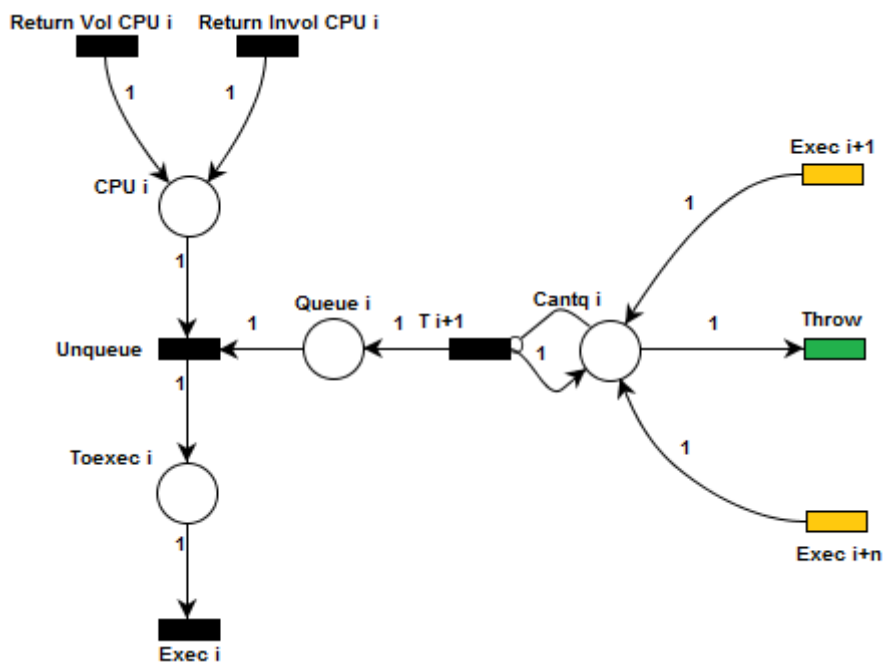 Return Vol CPU i
Return Invol CPU i
1
1
Exec i+1
CPU i
1
1
Queue i
Cantq i
1
1
T i+1
1
Throw
Unqueue
1
1
1
Toexec i
1
Exec i+n
1
Exec i